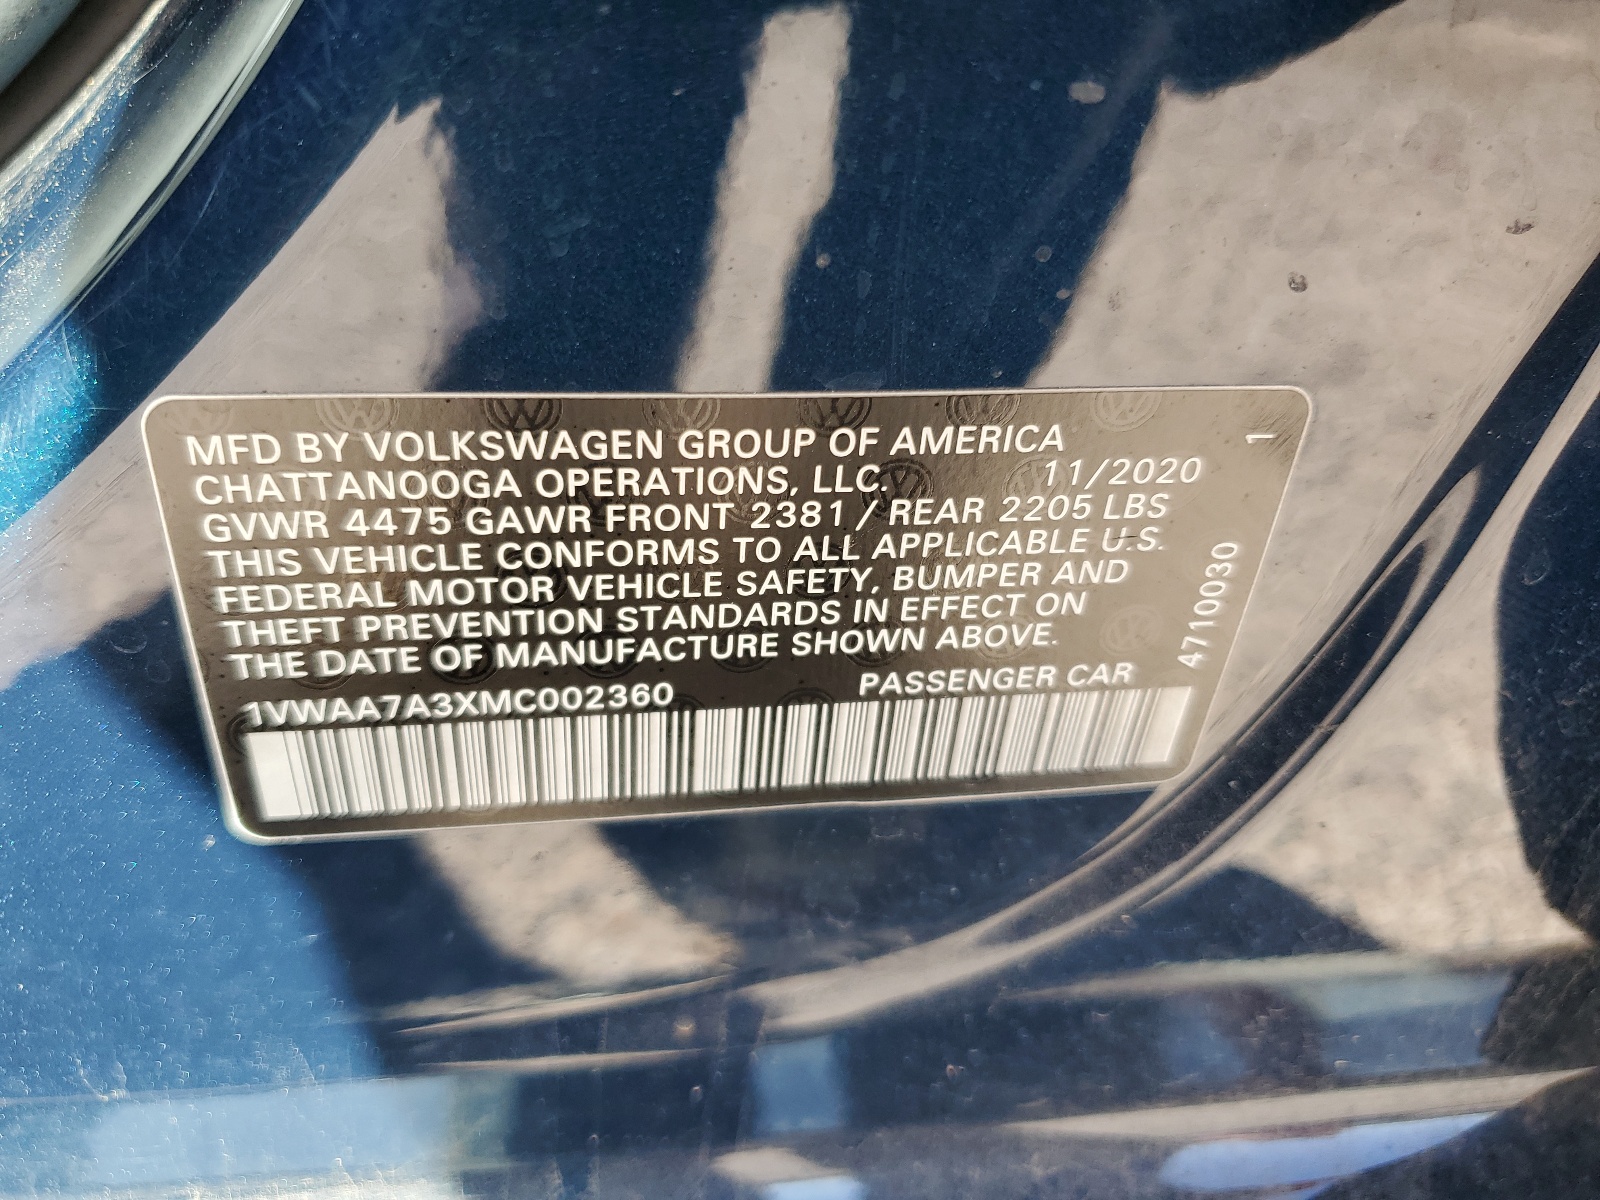 MFD BY VOLKSWAGEN GROUP OF AMERICA
CHATTANOOGA OPERATIONS, LLC. 11/2020
GVWR 4475 GAWR FRONT 2381 / REAR 2205 LBS
THIS VEHICLE CONFORMS TO ALL APPLICABLE U.S.
FEDERAL MOTOR VEHICLE SAFETY, BUMPER AND
THEFT PREVENTION STANDARDS IN EFFECT ON
THE DATE OF MANUFACTURE SHOWN ABOVE.
1VWAA7A3XMC002360 PASSENGER CAR
4710030
1